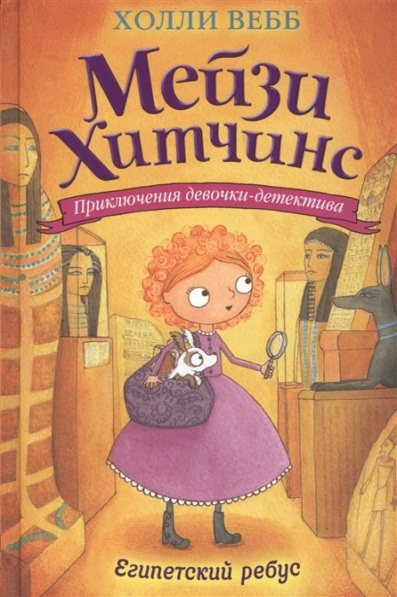 ХОЛЛИ ВЕББ
Мейзи
Хитчинс
Приключения девочки-детектива
Египетский ребус